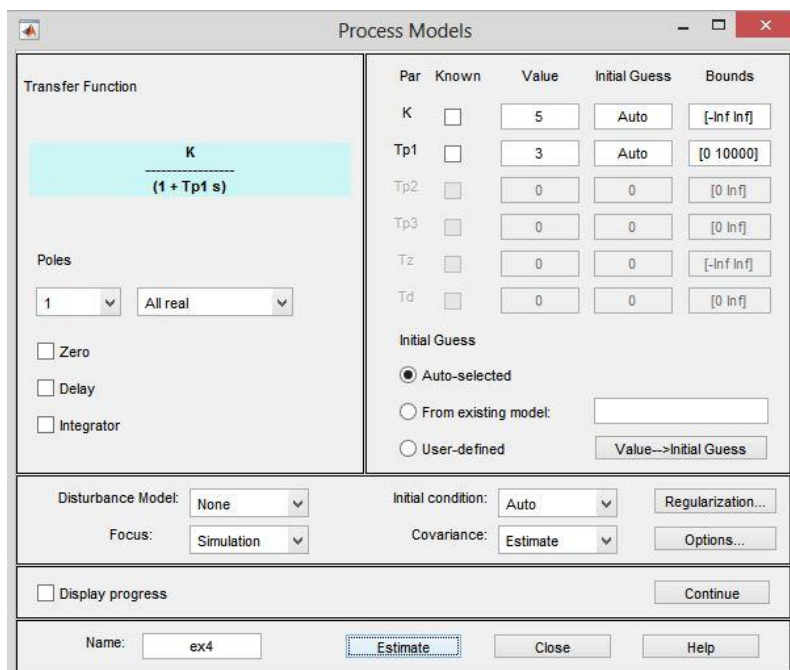 Process Models
Transfer Function
K
-----------------
(1 + Tp1 s)
Poles
1 All real
Zero
Delay
Integrator
Par Known Value Initial Guess Bounds
K 5 Auto [-Inf Inf]
Tp1 3 Auto [0 10000]
Tp2 0 0 [0 Inf]
Tp3 0 0 [0 Inf]
Tz 0 0 [-Inf Inf]
Td 0 0 [0 Inf]
Initial Guess
Auto-selected
From existing model:
User-defined Value-->Initial Guess
Disturbance Model: None Initial condition: Auto Regularization...
Focus: Simulation Covariance: Estimate Options...
Display progress Continue
Name: ex4 Estimate Close Help